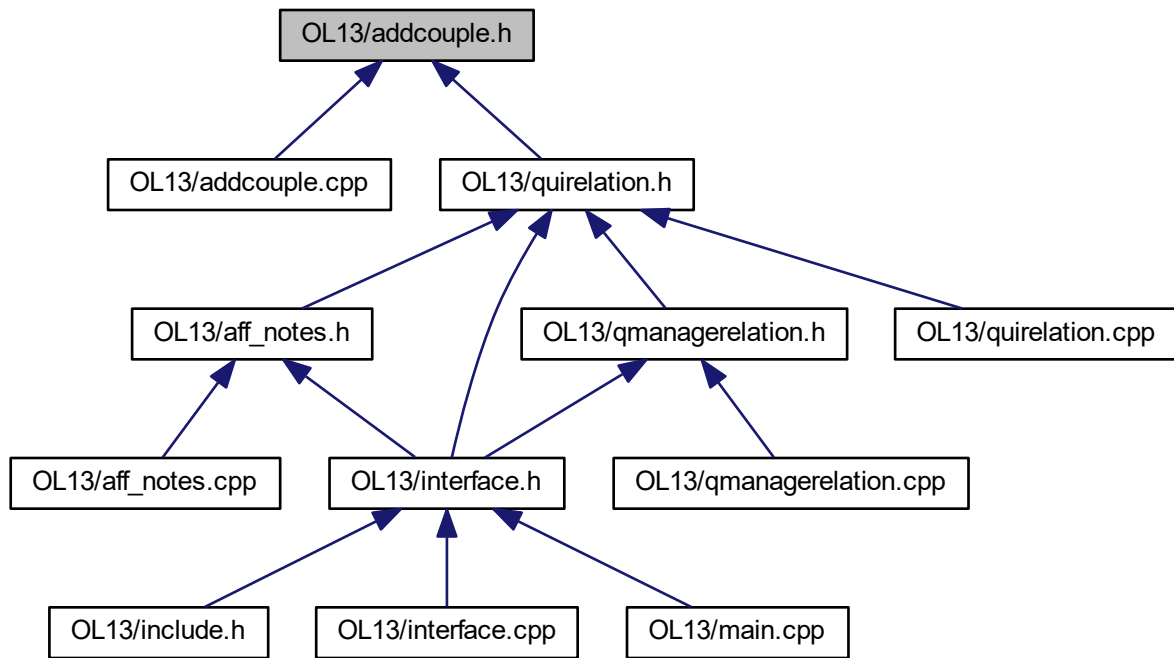 OL13/addcouple.h
OL13/addcouple.cpp
OL13/quirelation.h
OL13/aff_notes.h
OL13/qmanagerelation.h
OL13/quirelation.cpp
OL13/aff_notes.cpp
OL13/interface.h
OL13/qmanagerelation.cpp
OL13/include.h
OL13/interface.cpp
OL13/main.cpp